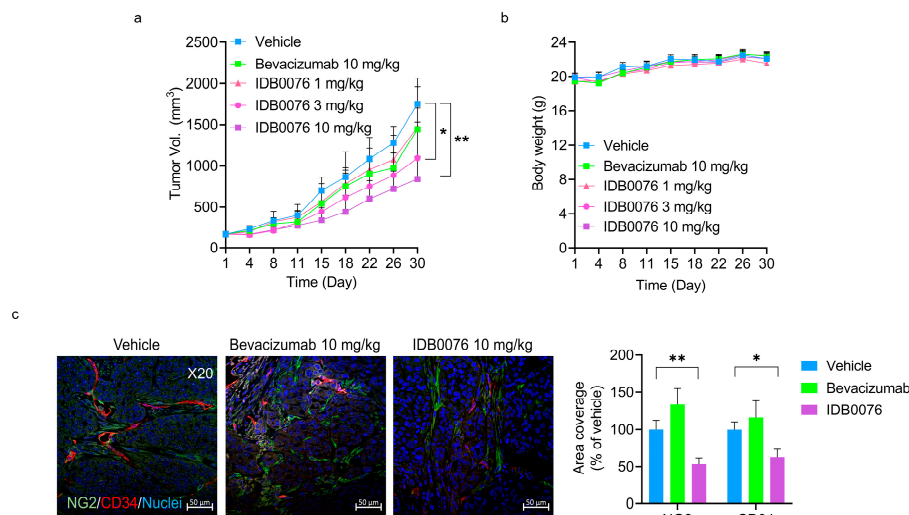 a
2500
2000
1500
1000
500
0
Tumor Vol. (mm3)
Vehicle
Bevacizumab 10 mg/kg
IDB0076 1 mg/kg
IDB0076 3 mg/kg
IDB0076 10 mg/kg
*
**
1 4 8 11 15 18 22 26 30
Time (Day)
b
24
20
16
12
8
4
0
Body weight (g)
Vehicle
Bevacizumab 10 mg/kg
IDB0076 1 mg/kg
IDB0076 3 mg/kg
IDB0076 10 mg/kg
1 4 8 11 15 18 22 26 30
Time (Day)
c
Vehicle
X20
NG2/CD34/Nuclei
50 μm
Bevacizumab 10 mg/kg
50 μm
IDB0076 10 mg/kg
50 μm
200
150
100
50
0
Area coverage
(% of vehicle)
**
*
Vehicle
Bevacizumab
IDB0076